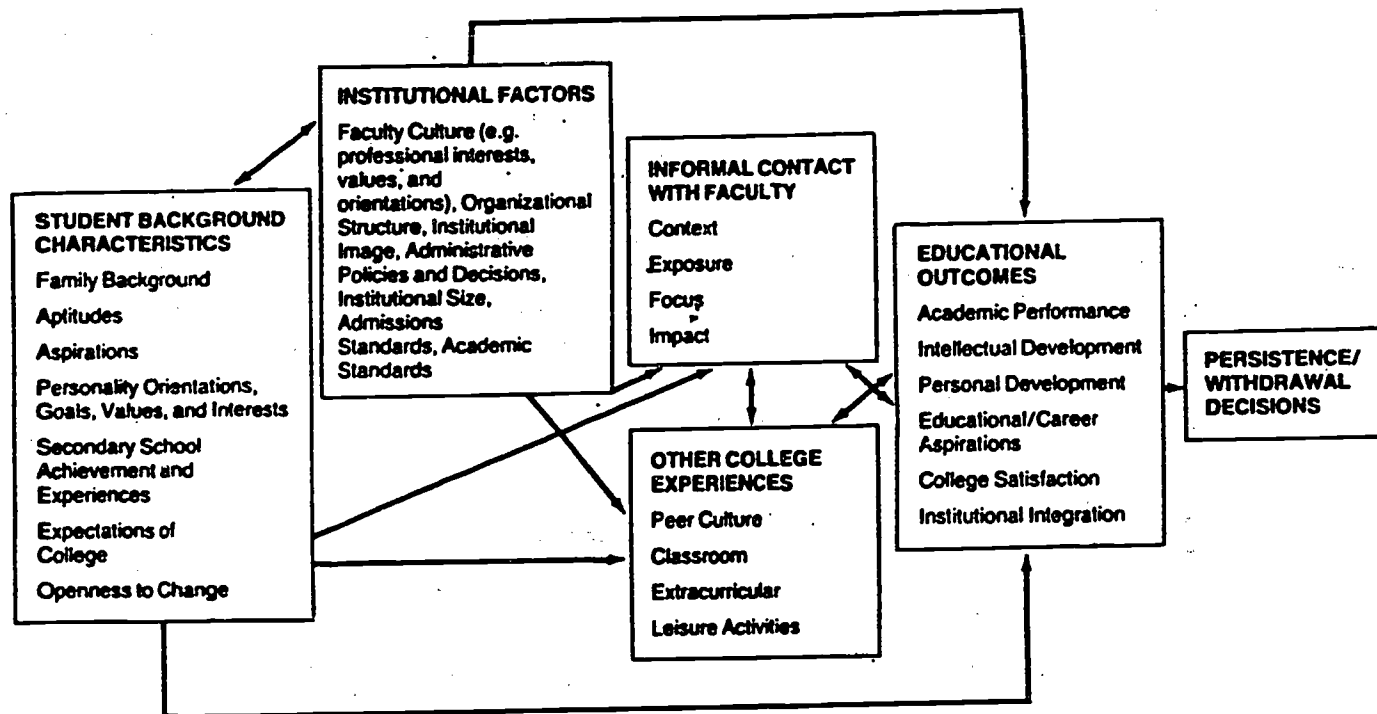 INSTITUTIONAL FACTORS
Faculty Culture (e.g.
professional interests,
values, and
orientations), Organizational
Structure, Institutional
Image, Administrative
Policies and Decisions,
Institutional Size,
Admissions
Standards, Academic
Standards
STUDENT BACKGROUND
CHARACTERISTICS
Family Background
Aptitudes
Aspirations
Personality Orientations,
Goals, Values, and Interests
Secondary School
Achievement and
Experiences
Expectations of
College
Openness to Change
INFORMAL CONTACT
WITH FACULTY
Context
Exposure
Focus
Impact
OTHER COLLEGE
EXPERIENCES
Peer Culture
Classroom
Extracurricular
Leisure Activities
EDUCATIONAL
OUTCOMES
Academic Performance
Intellectual Development
Personal Development
Educational/Career
Aspirations
College Satisfaction
Institutional Integration
PERSISTENCE/
WITHDRAWAL
DECISIONS